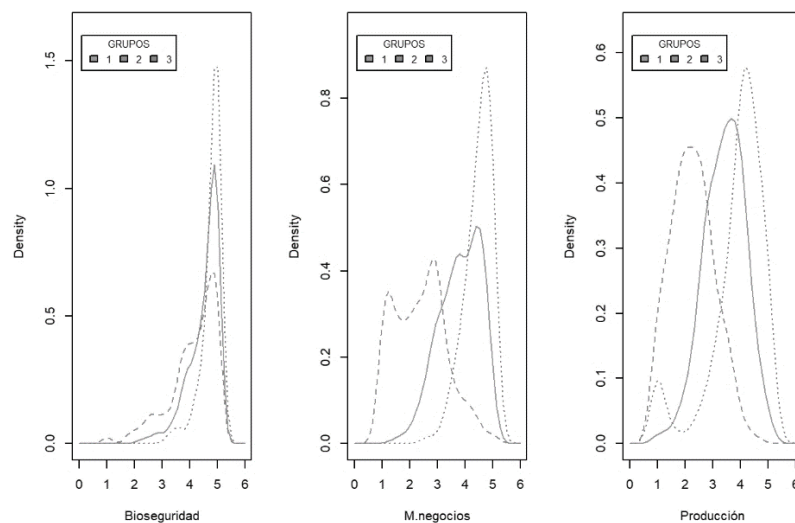 GRUPOS
1 2 3
Density
0.0 0.5 1.0 1.5
0 1 2 3 4 5 6
Bioseguridad
GRUPOS
1 2 3
Density
0.0 0.2 0.4 0.6 0.8
0 1 2 3 4 5 6
M.negocios
GRUPOS
1 2 3
Density
0.0 0.1 0.2 0.3 0.4 0.5 0.6
0 1 2 3 4 5 6
Producción